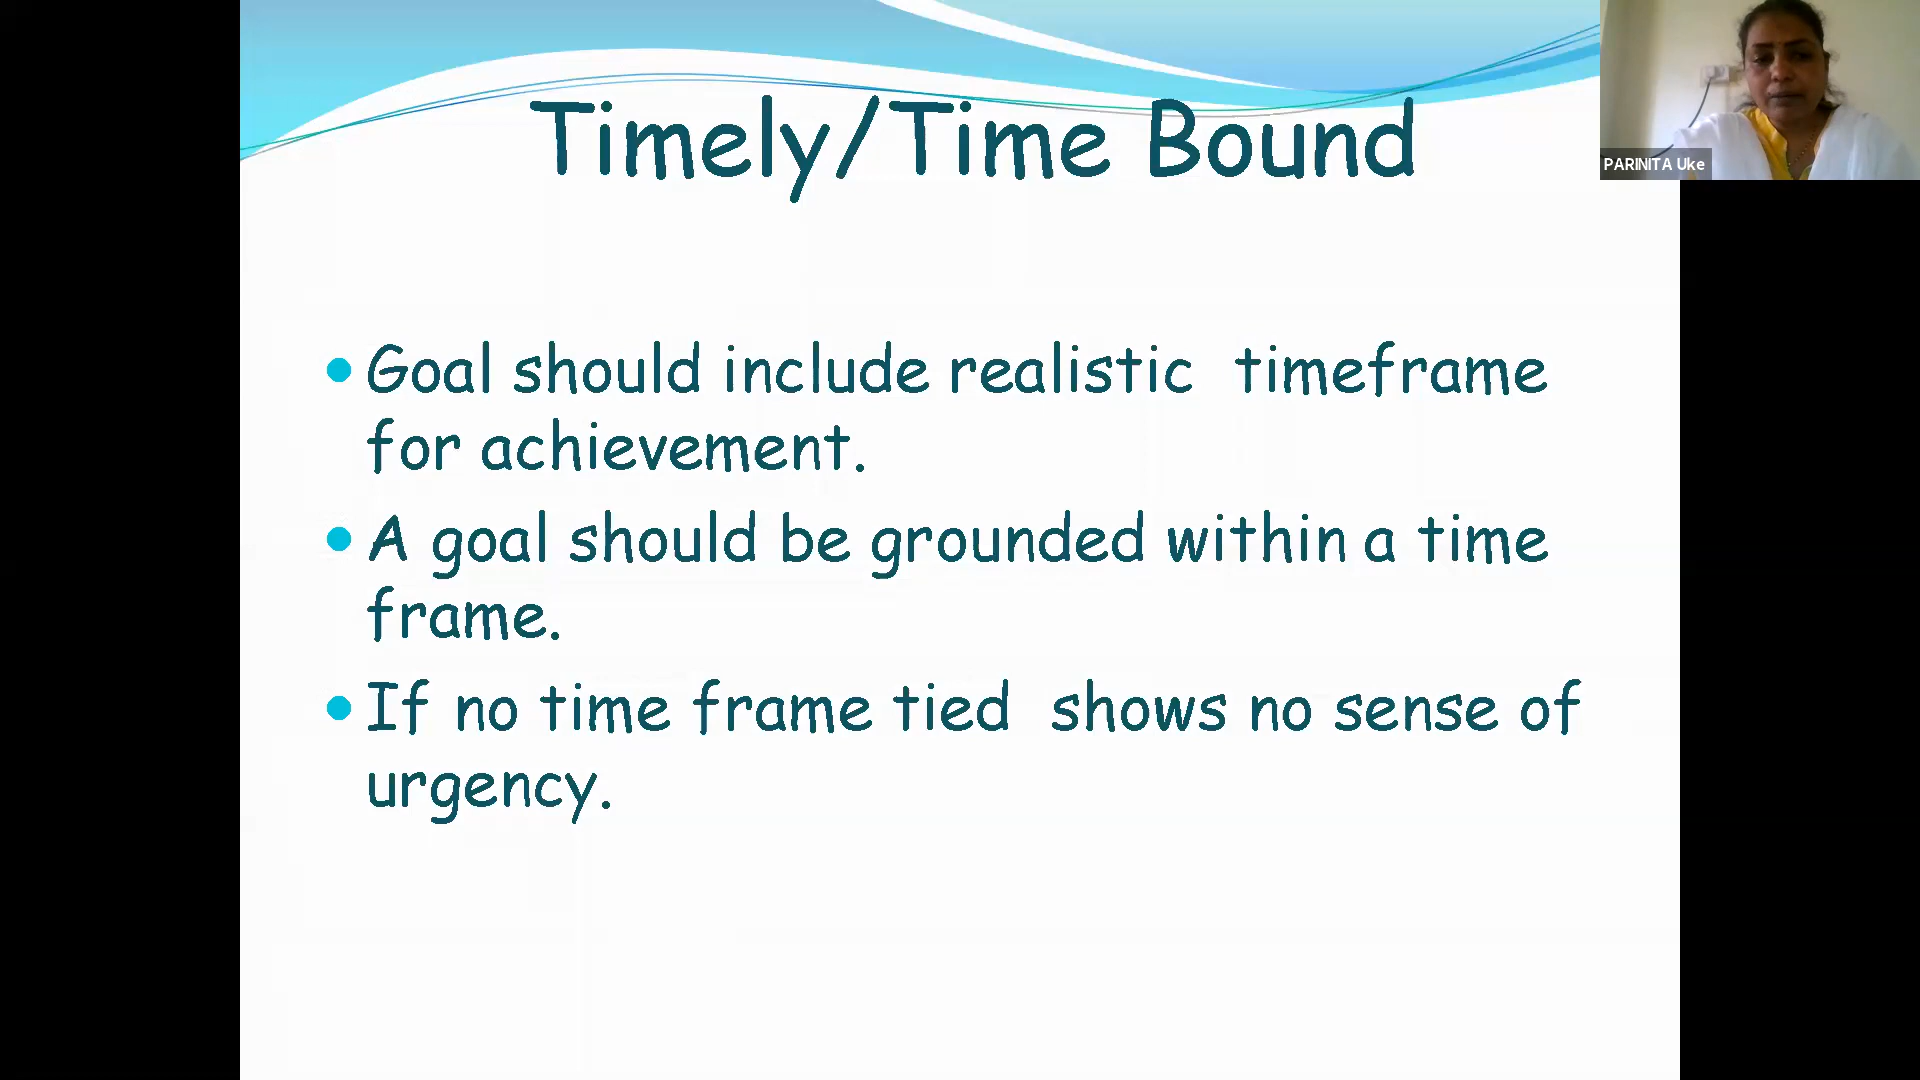 Timely/Time Bound
PARINITA Uke
Goal should include realistic timeframe
for achievement.
A goal should be grounded within a time
frame.
If no time frame tied shows no sense of
urgency.